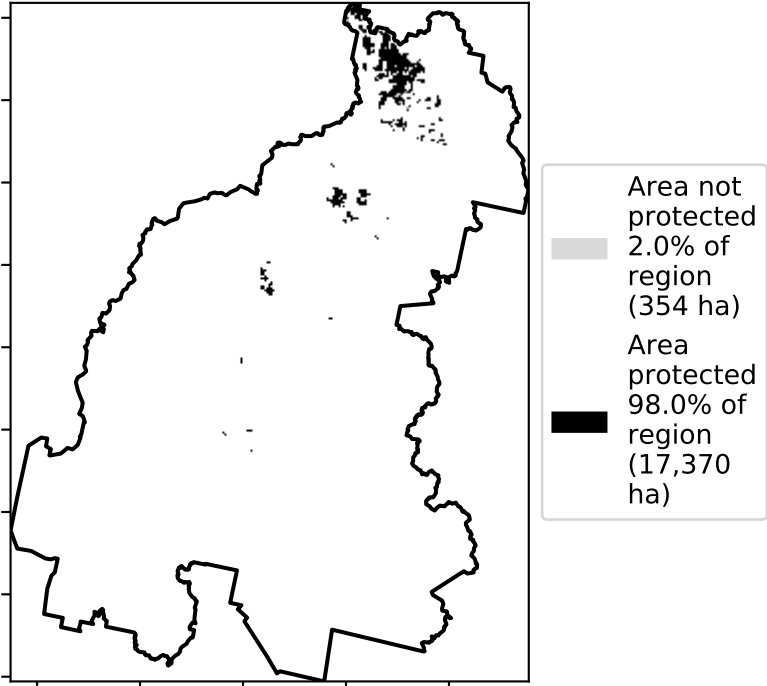 Area not
protected
2.0% of
region
(354 ha)
Area
protected
98.0% of
region
(17,370
ha)